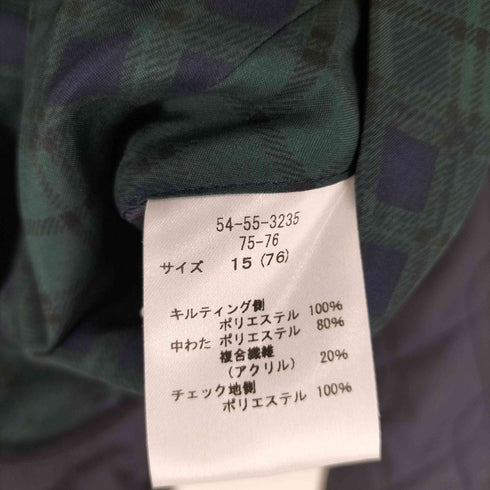 54-55-3235
75-76
サイズ 15 (76)
キルティング側 100%
ポリエステル
中わた ポリエステル 80%
複合繊維 20%
(アクリル)
チェック地側 100%
ポリエステル